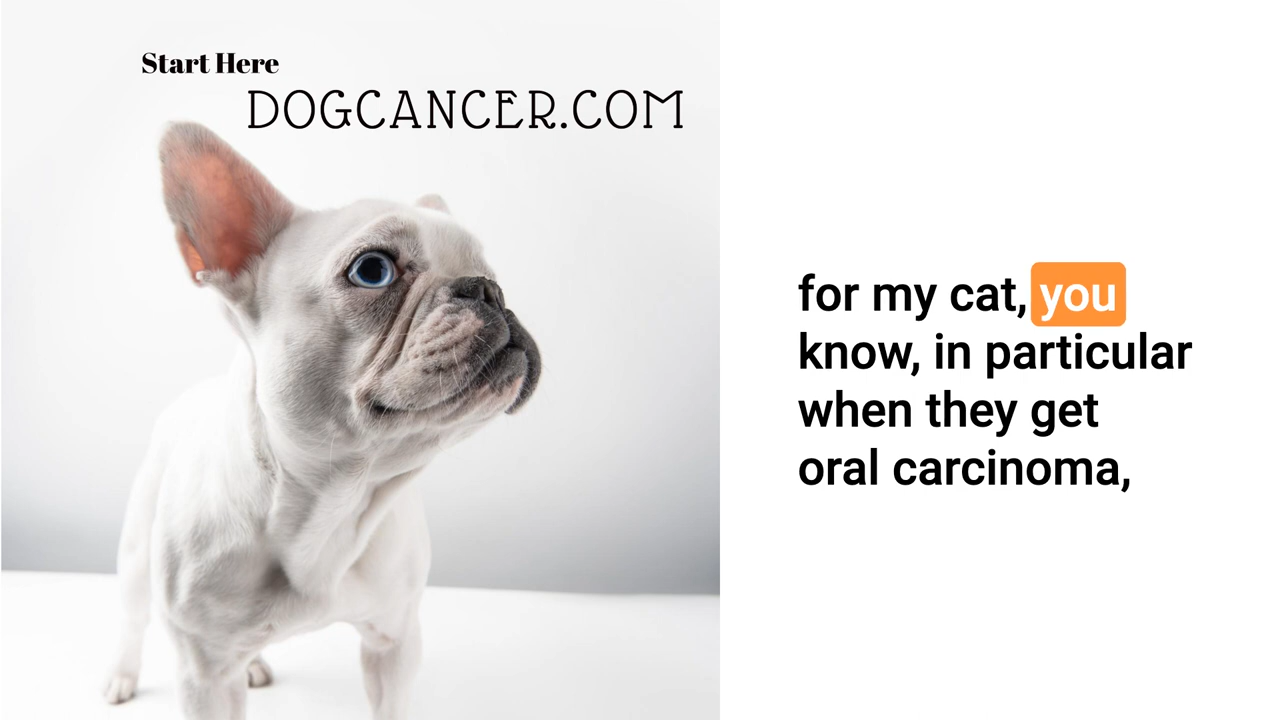 Start Here
DOGCANCER.COM
for my cat, you
know, in particular
when they get
oral carcinoma,